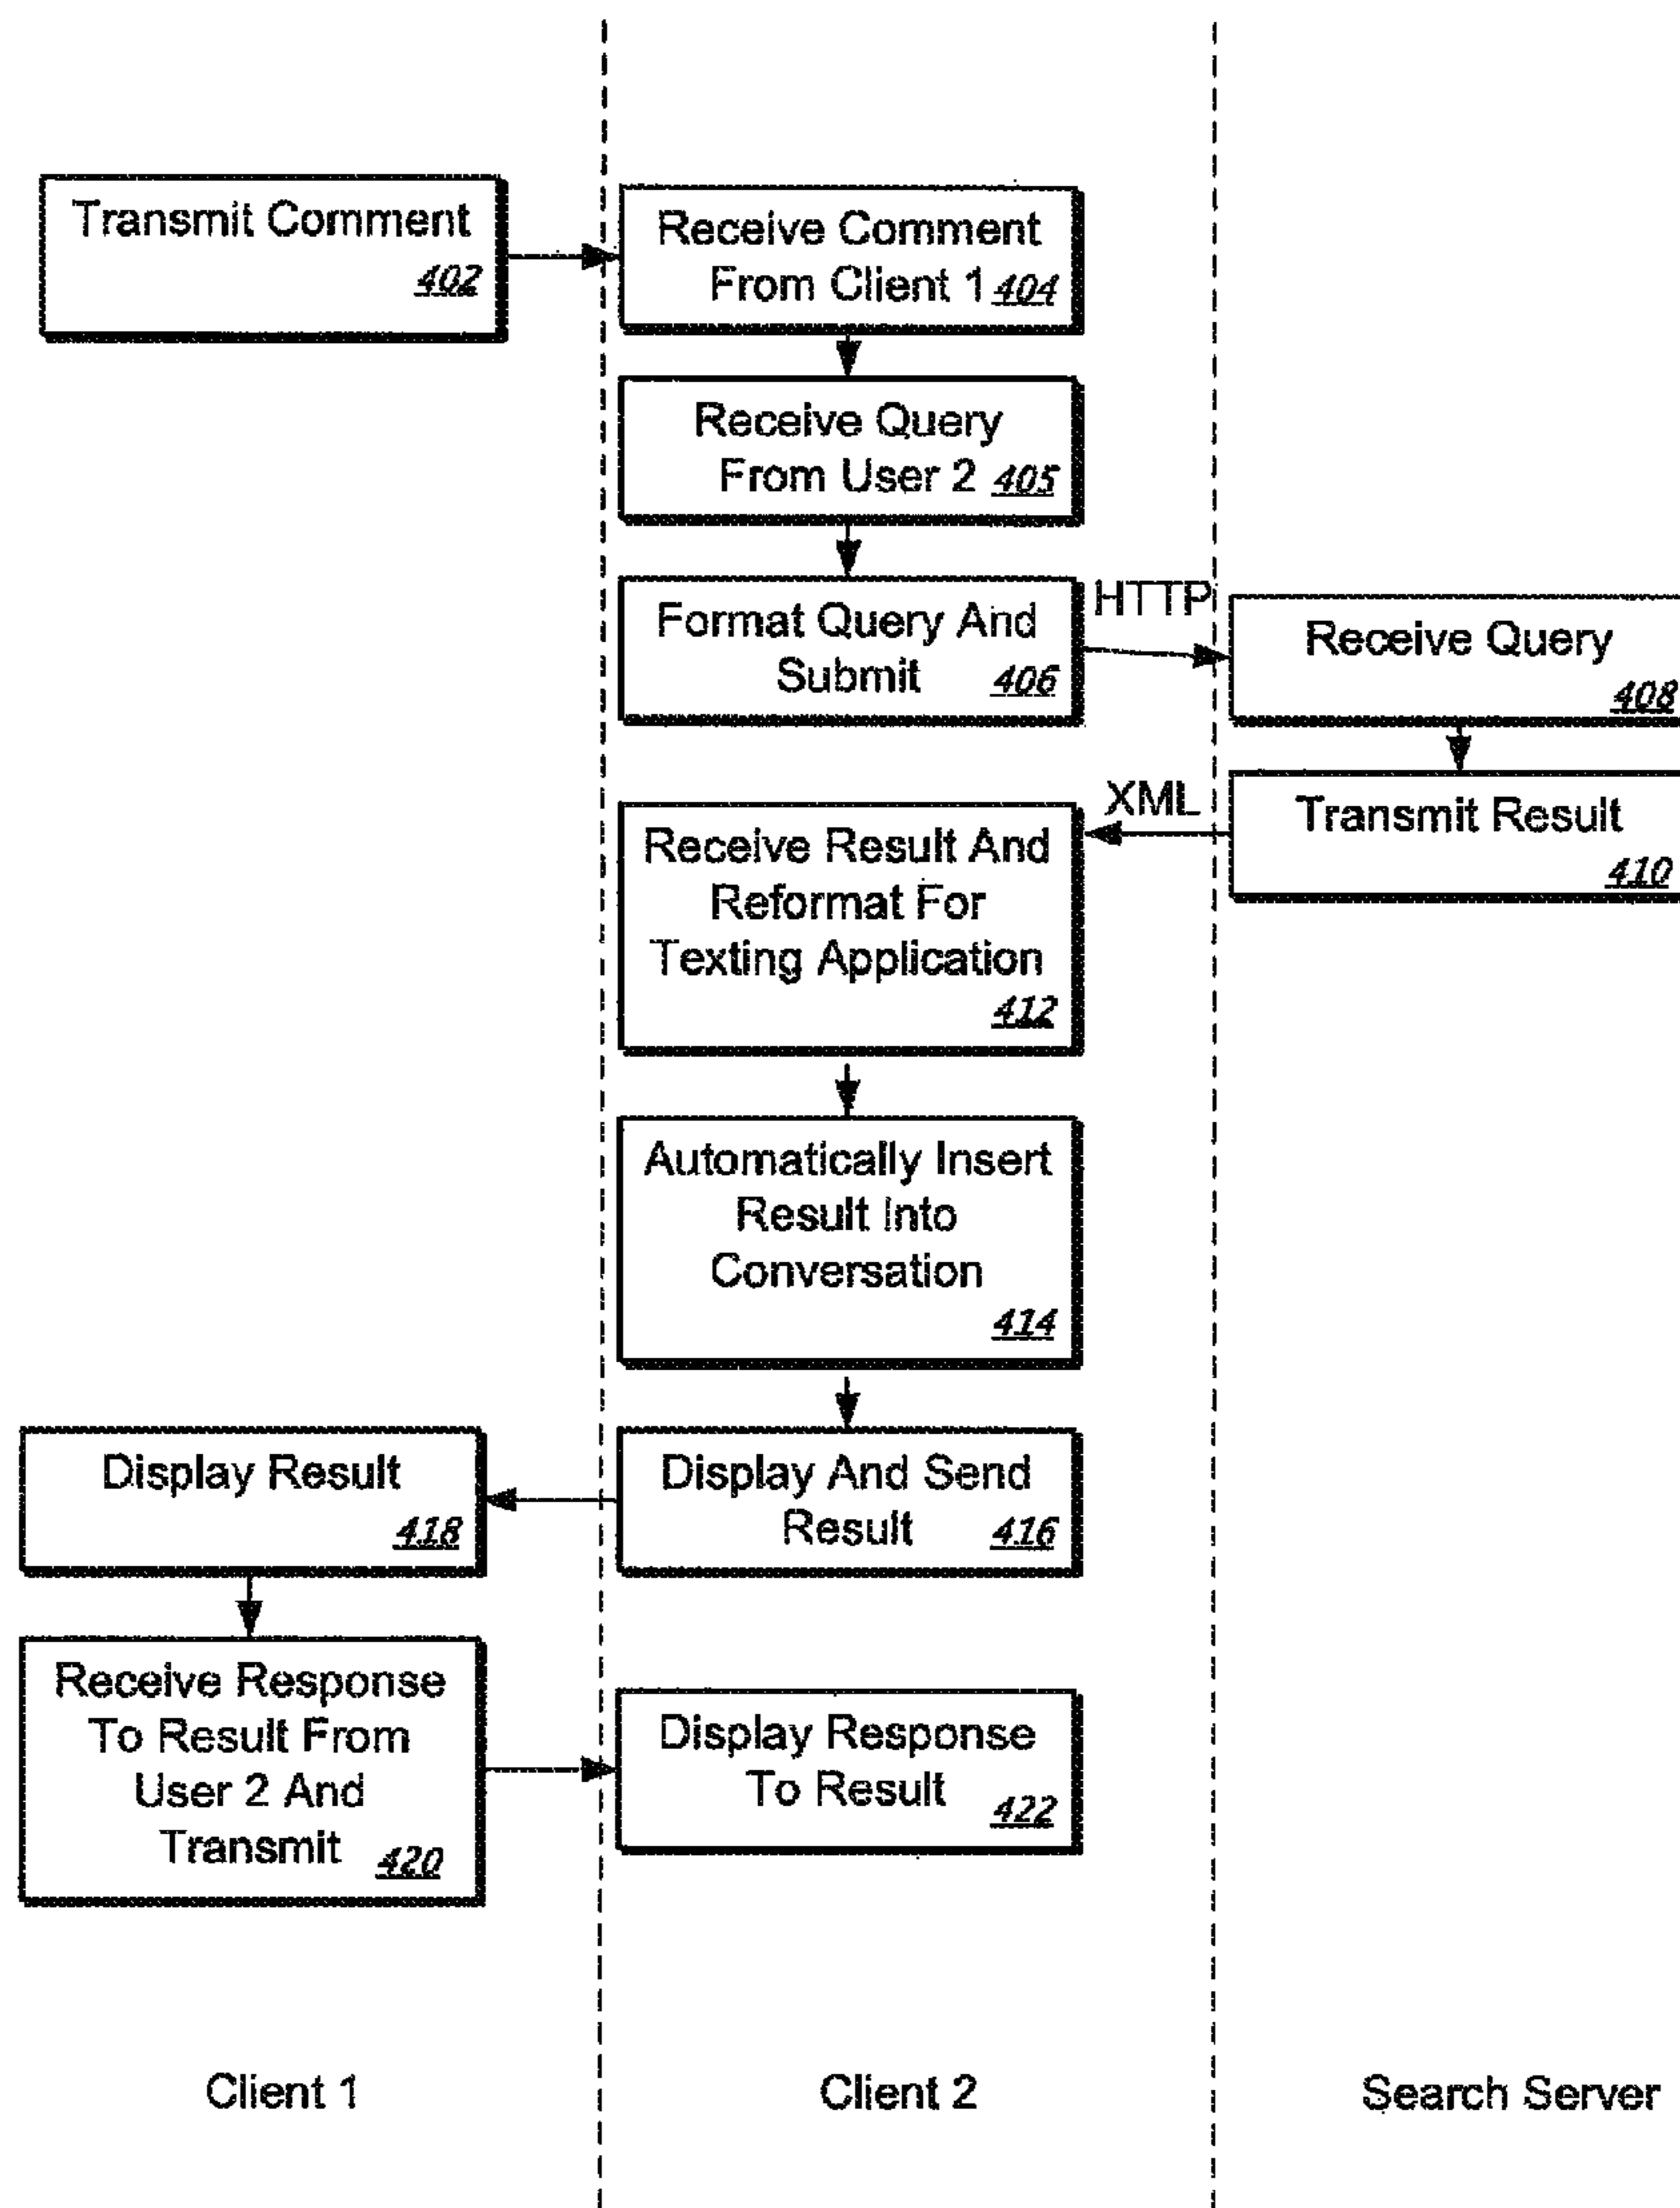 Transmit Comment
402
Receive Comment
From Client 1 404
Receive Query
From User 2 405
Format Query And
Submit 406
HTTP
Receive Query
408
XML
Transmit Result
410
Receive Result And
Reformat For
Texting Application
412
Automatically Insert
Result Into
Conversation
414
Display And Send
Result 416
Display Result
418
Receive Response
To Result From
User 2 And
Transmit 420
Display Response
To Result 422
Client 1
Client 2
Search Server